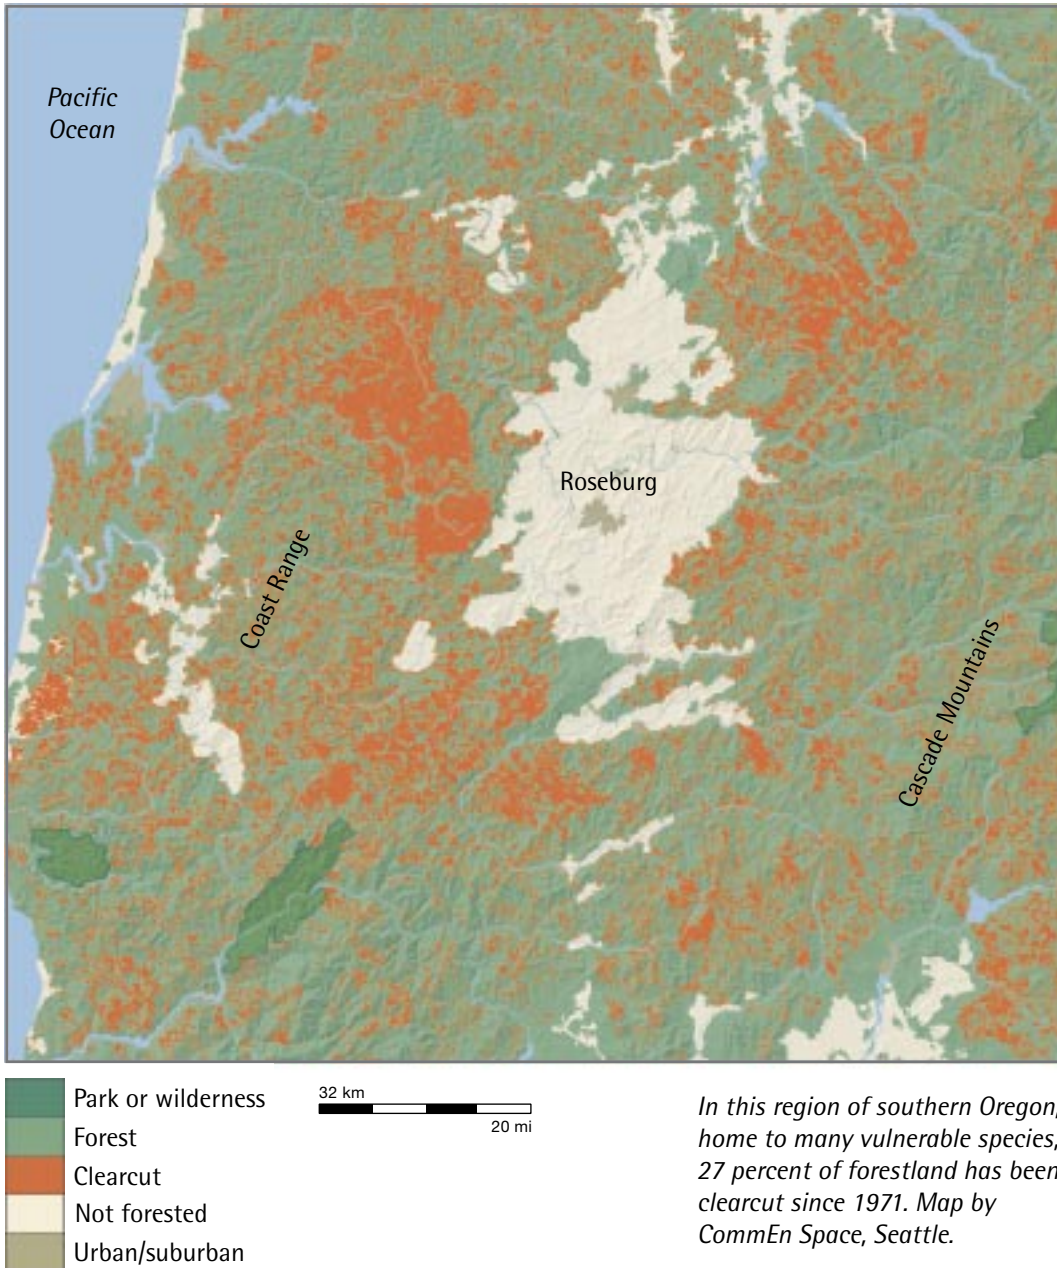 Pacific
Ocean
Roseburg
Coast Range
Cascade Mountains
Park or wilderness
Forest
Clearcut
Not forested
Urban/suburban
32 km
20 mi
In this region of southern Oregon,
home to many vulnerable species,
27 percent of forestland has been
clearcut since 1971. Map by
CommEn Space, Seattle.